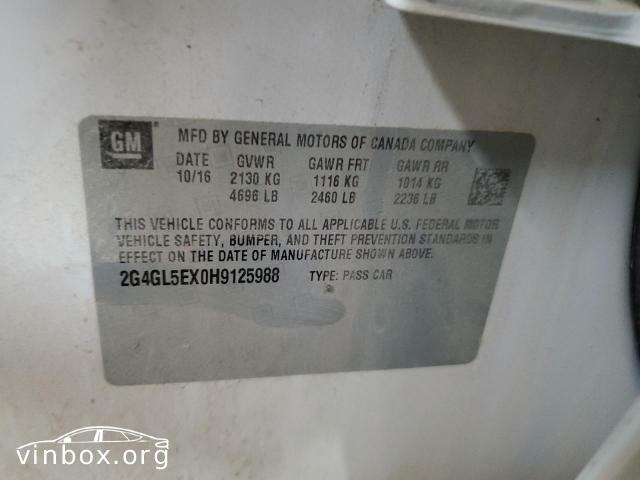 GM MFD BY GENERAL MOTORS OF CANADA COMPANY
DATE GVWR GAWR FRT GAWR RR
10/16 2130 KG 1116 KG 1014 KG
4696 LB 2460 LB 2236 LB
THIS VEHICLE CONFORMS TO ALL APPLICABLE U.S. FEDERAL MOTOR
VEHICLE SAFETY, BUMPER, AND THEFT PREVENTION STANDARDS IN
EFFECT ON THE DATE OF MANUFACTURE SHOWN ABOVE.
2G4GL5EX0H9125988 TYPE: PASS CAR
vinbox.org